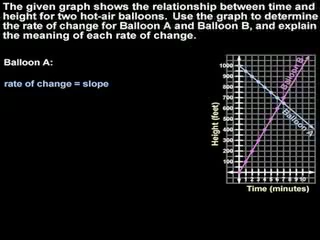 The given graph shows the relationship between time and
height for two hot-air balloons. Use the graph to determine
the rate of change for Balloon A and Balloon B, and explain
the meaning of each rate of change.
Balloon A:
rate of change = slope
Height (feet)
1000
900
800
700
600
500
400
300
200
100
Balloon B
Balloon A
1 2 3 4 5 6 7 8 9 10
Time (minutes)